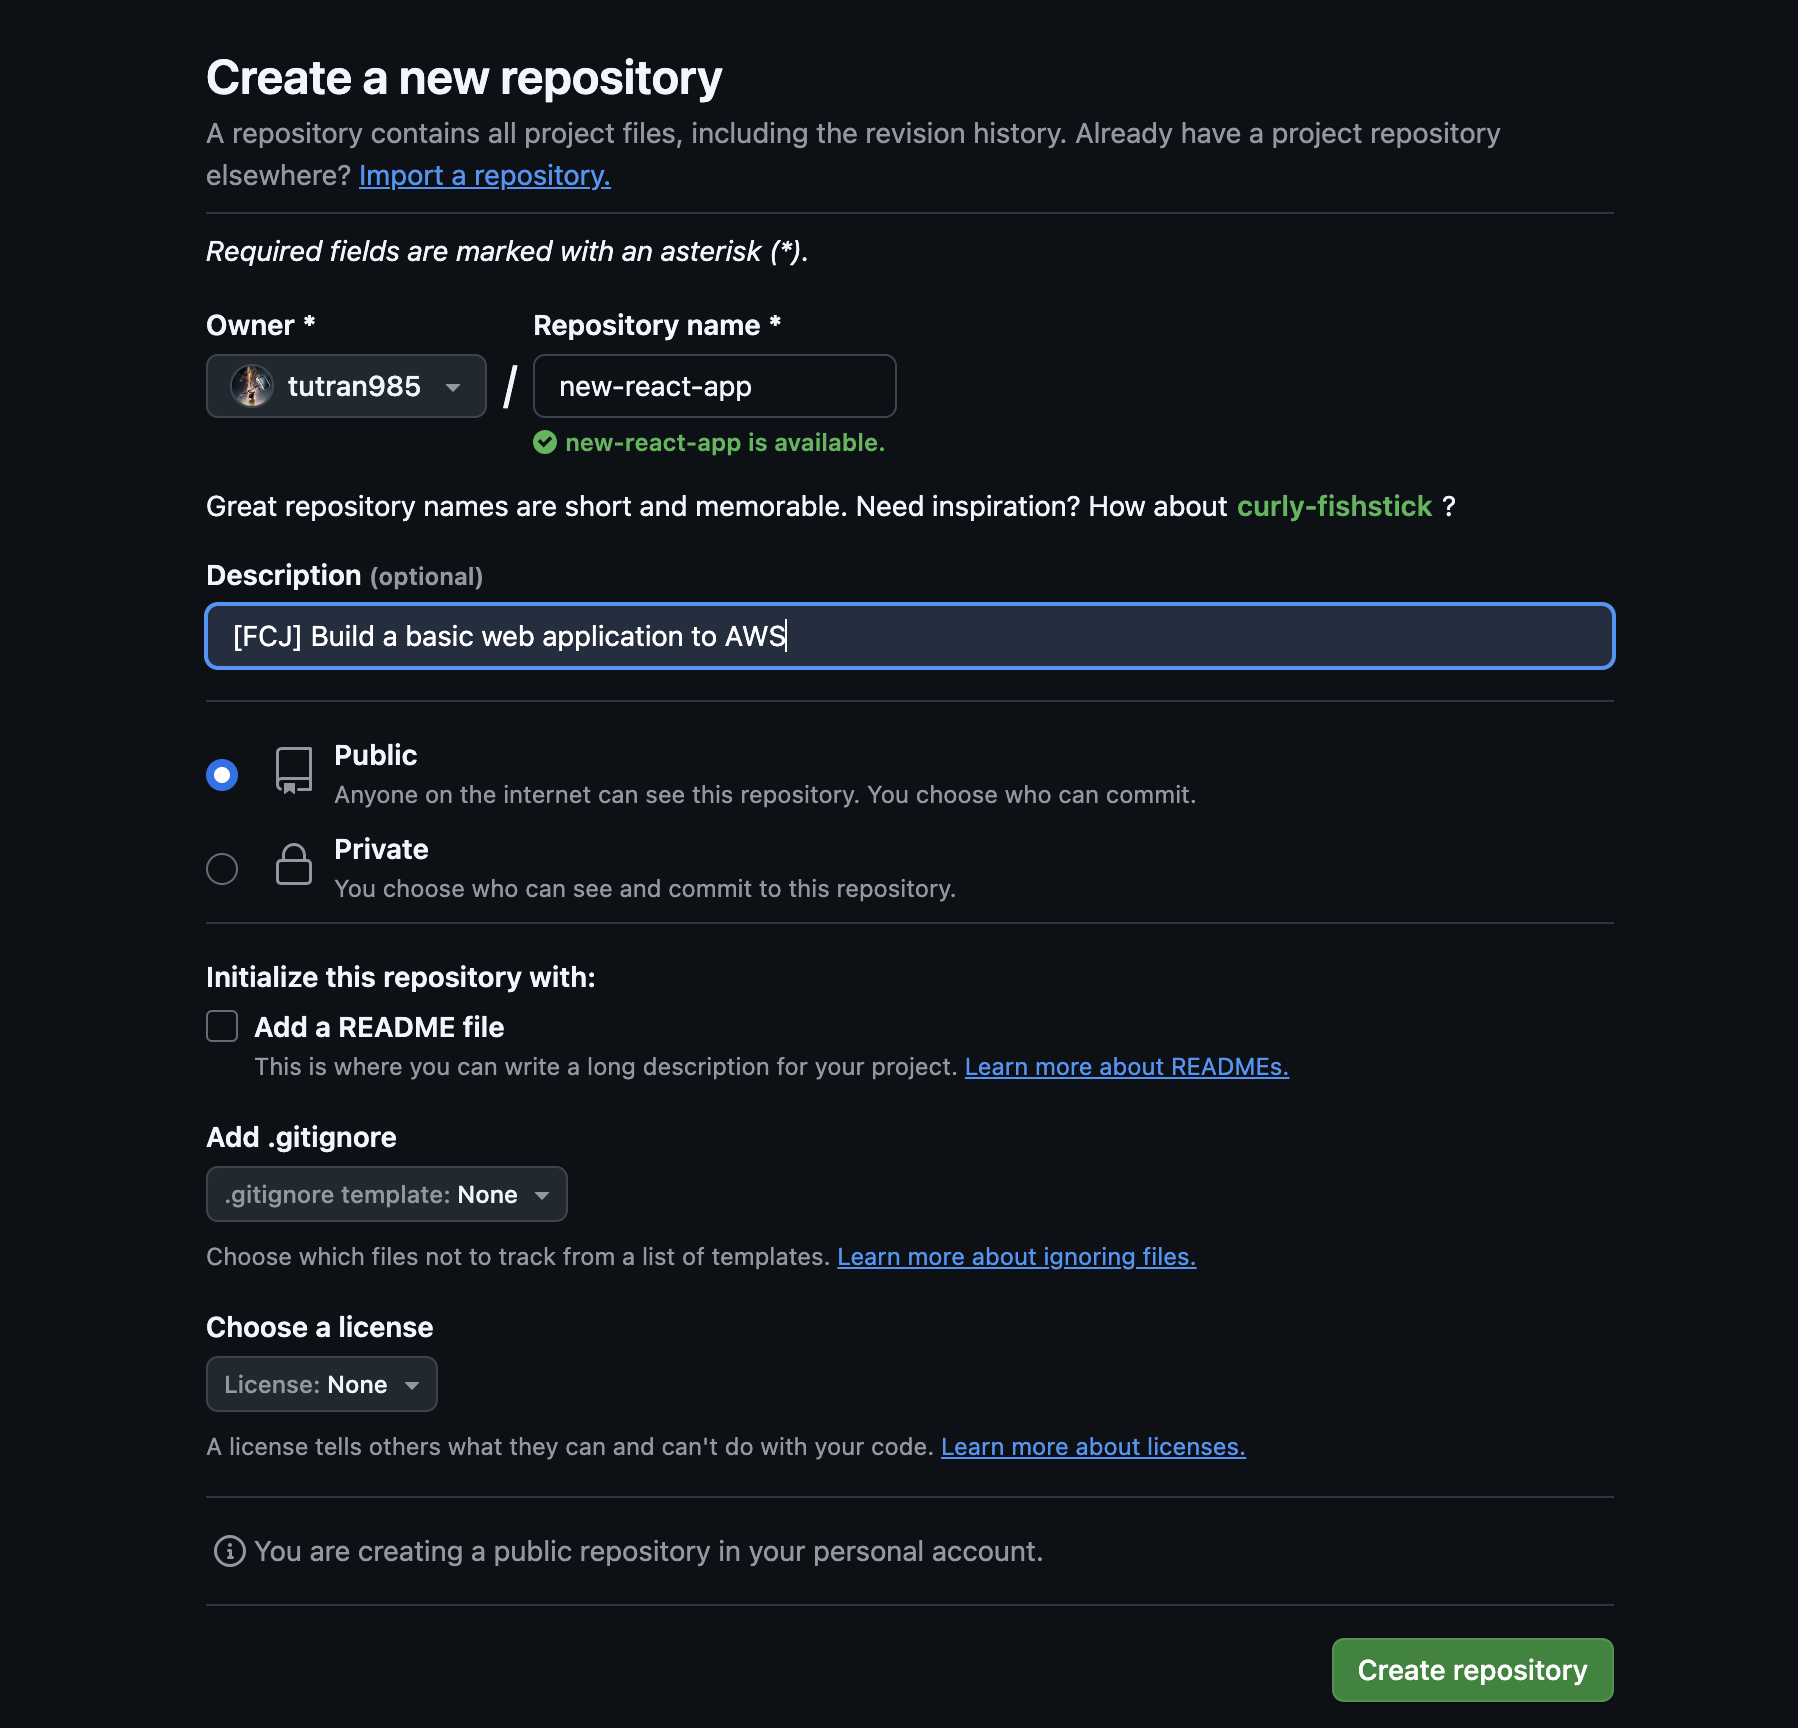 Create a new repository
A repository contains all project files, including the revision history. Already have a project repository
elsewhere? Import a repository.
Required fields are marked with an asterisk (*).
Owner *
Repository name *
tutran985
/
new-react-app
new-react-app is available.
Great repository names are short and memorable. Need inspiration? How about curly-fishstick ?
Description (optional)
[FCJ] Build a basic web application to AWS
Public
Anyone on the internet can see this repository. You choose who can commit.
Private
You choose who can see and commit to this repository.
Initialize this repository with:
Add a README file
This is where you can write a long description for your project. Learn more about READMEs.
Add .gitignore
.gitignore template: None
Choose which files not to track from a list of templates. Learn more about ignoring files.
Choose a license
License: None
A license tells others what they can and can't do with your code. Learn more about licenses.
You are creating a public repository in your personal account.
Create repository